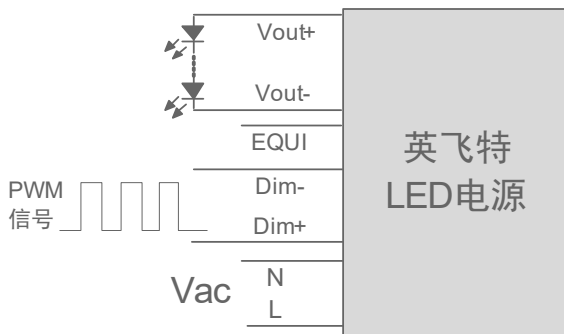 Vout+
Vout-
EQUI
英飞特
LED电源
PWM
信号
Dim-
Dim+
Vac
N
L